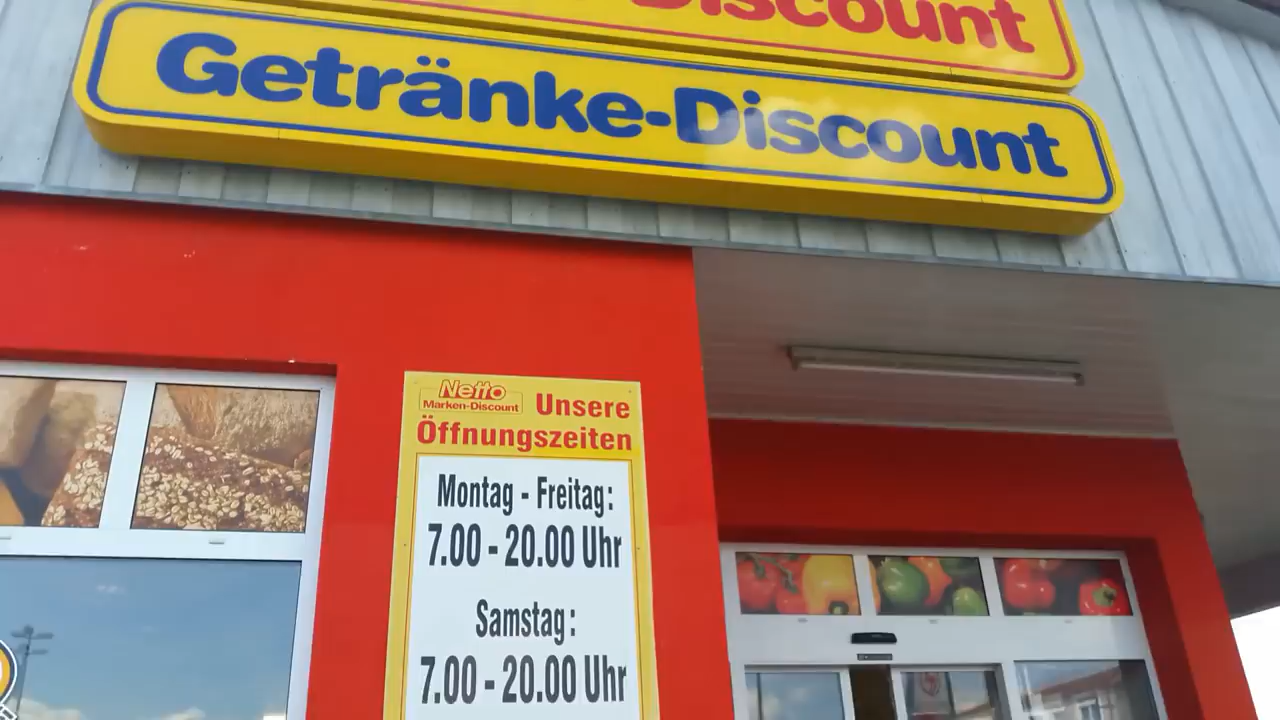 Discount
Getränke-Discount
Netto
Marken-Discount
Unsere
Öffnungszeiten
Montag - Freitag:
7.00 - 20.00 Uhr
Samstag:
7.00 - 20.00 Uhr